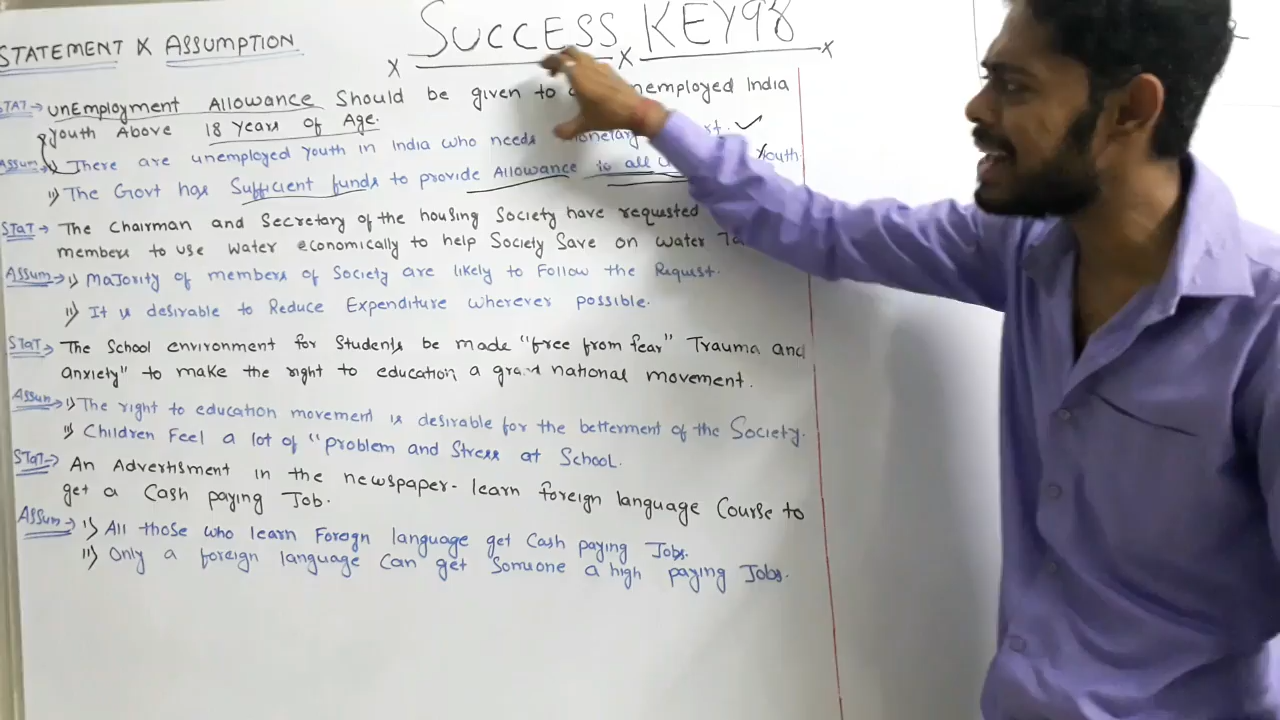 STATEMENT X ASSUMPTION
SUCCESS KEY98
STAT → unEmployment Allowance Should be given to employed India
Youth Above 18 years of Age.
Assum → i) There are unemployed youth in India who needs
ii) The Govt has Sufficient funds to provide Allowance to all Youth.
STAT → The Chairman and Secretary of the housing Society have requested
members to use water economically to help Society Save on water
Assum → i) Majority of members of Society are likely to Follow the Request.
ii) It is desirable to Reduce Expenditure wherever possible.
STAT → The School environment for Students be made "free from fear" Trauma and
anxiety" to make the right to education a grand national movement.
Assum → i) The right to education movement is desirable for the betterment of the Society.
ii) Children Feel a lot of "problem and Stress at School.
STAT → An Advertisment in the newspaper- learn foreign language Course to
get a Cash paying Job.
Assum → i) All those who learn Foreign language get Cash paying Jobs.
ii) Only a foreign language Can get Someone a high paying Jobs.